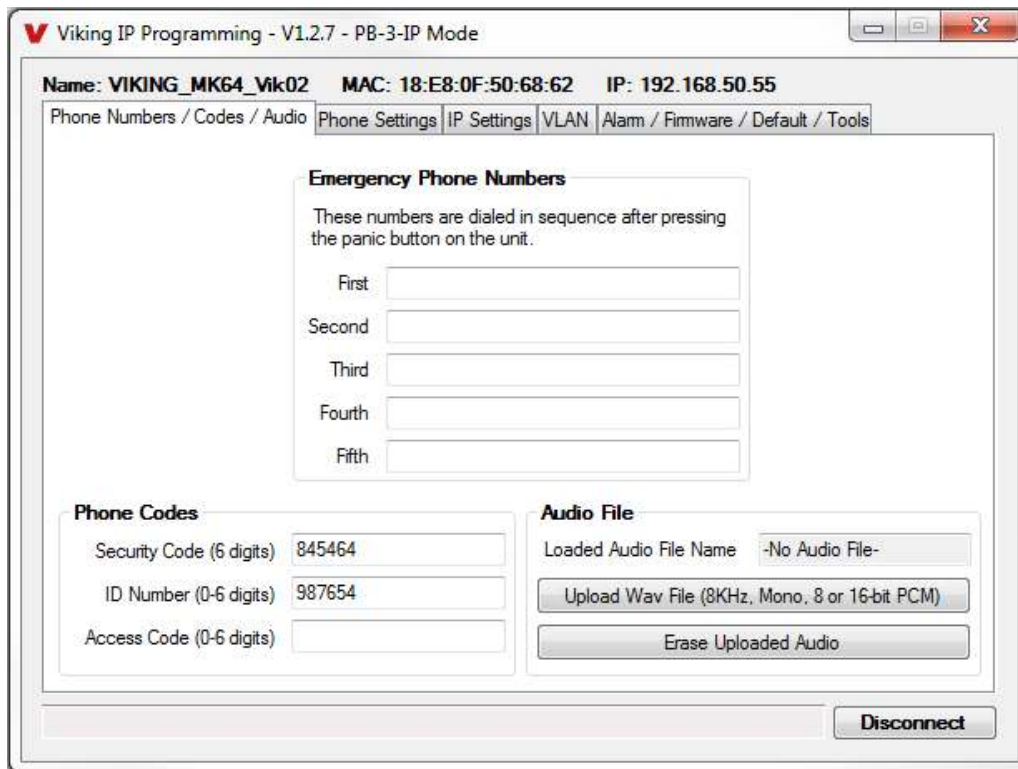 Viking IP Programming - V1.2.7 - PB-3-IP Mode
Name: VIKING_MK64_Vik02 MAC: 18:E8:0F:50:68:62 IP: 192.168.50.55
Phone Numbers / Codes / Audio Phone Settings IP Settings VLAN Alarm / Firmware / Default / Tools
Emergency Phone Numbers
These numbers are dialed in sequence after pressing
the panic button on the unit.
First
Second
Third
Fourth
Fifth
Phone Codes
Security Code (6 digits) 845464
ID Number (0-6 digits) 987654
Access Code (0-6 digits)
Audio File
Loaded Audio File Name -No Audio File-
Upload Wav File (8KHz, Mono, 8 or 16-bit PCM)
Erase Uploaded Audio
Disconnect